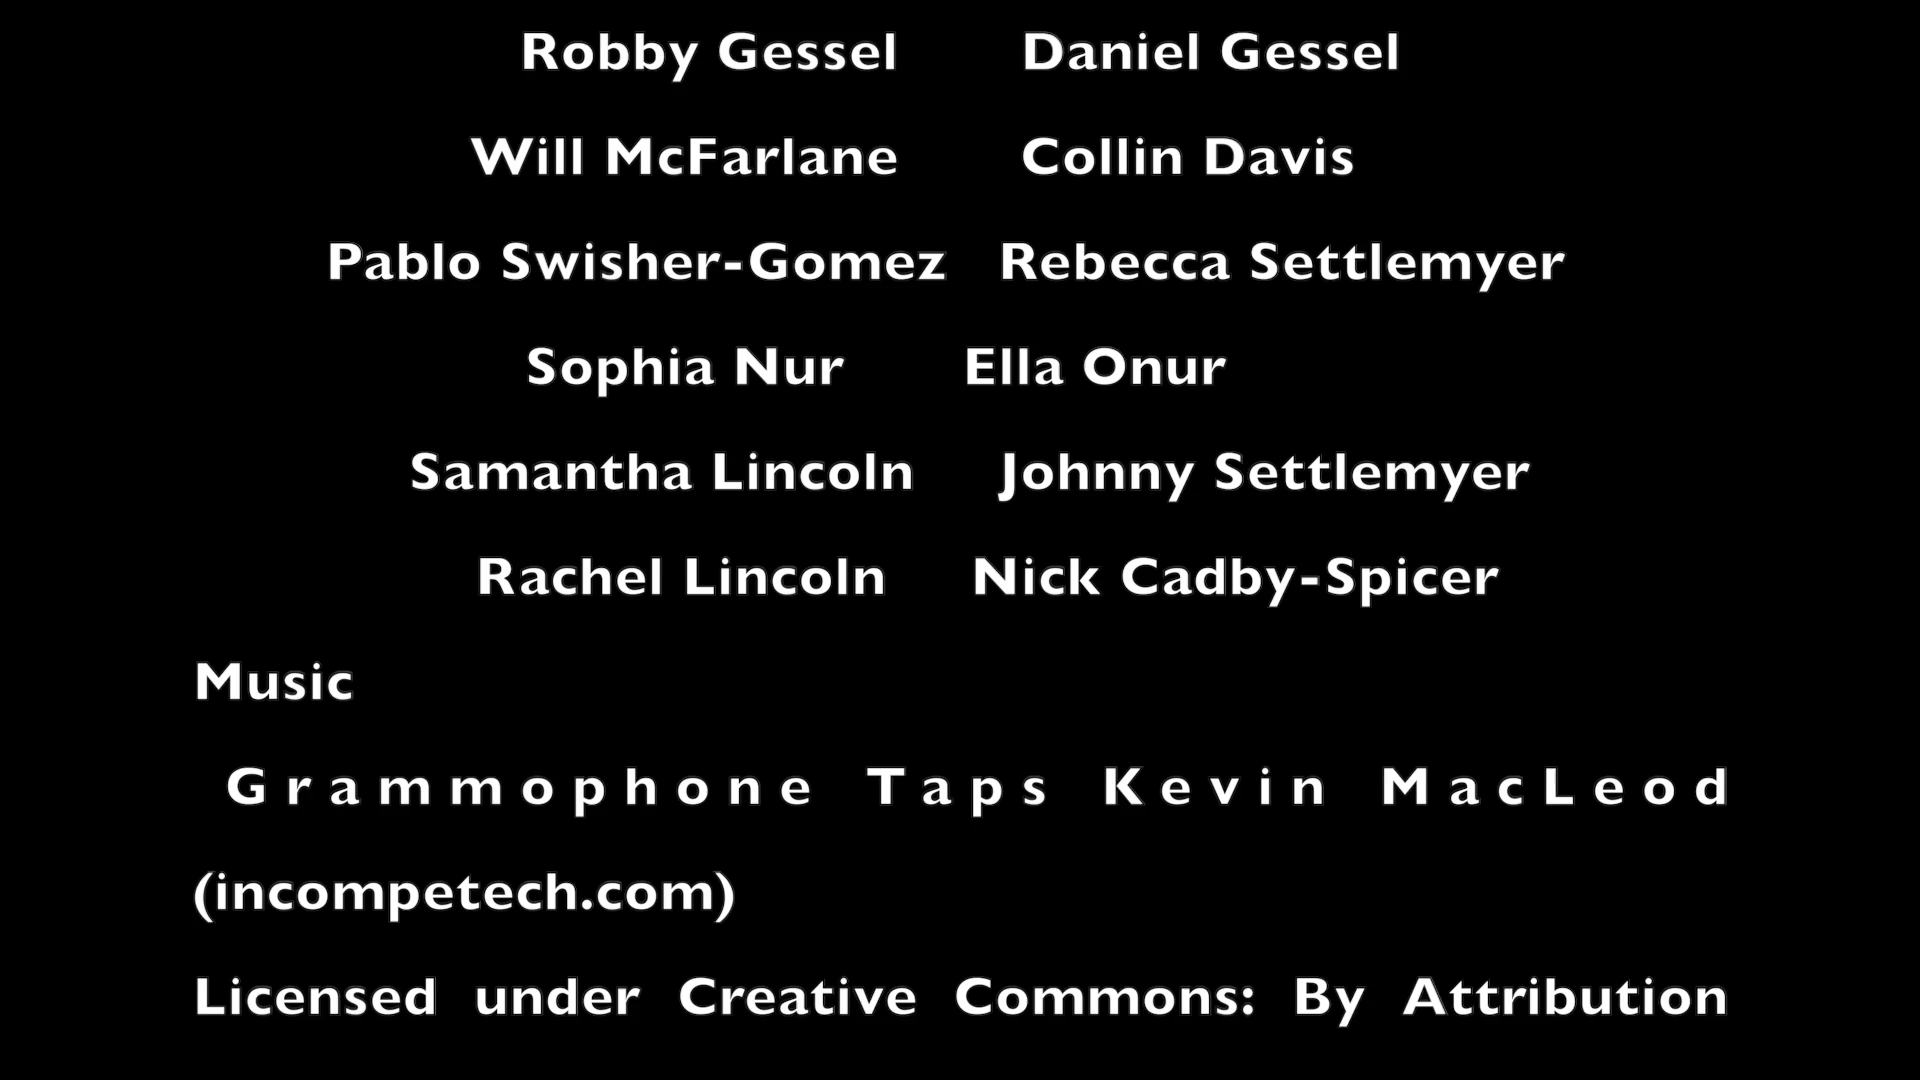 Robby Gessel Daniel Gessel
Will McFarlane Collin Davis
Pablo Swisher-Gomez Rebecca Settlemyer
Sophia Nur Ella Onur
Samantha Lincoln Johnny Settlemyer
Rachel Lincoln Nick Cadby-Spicer
Music
Grammophone Taps Kevin MacLeod
(incompetech.com)
Licensed under Creative Commons: By Attribution